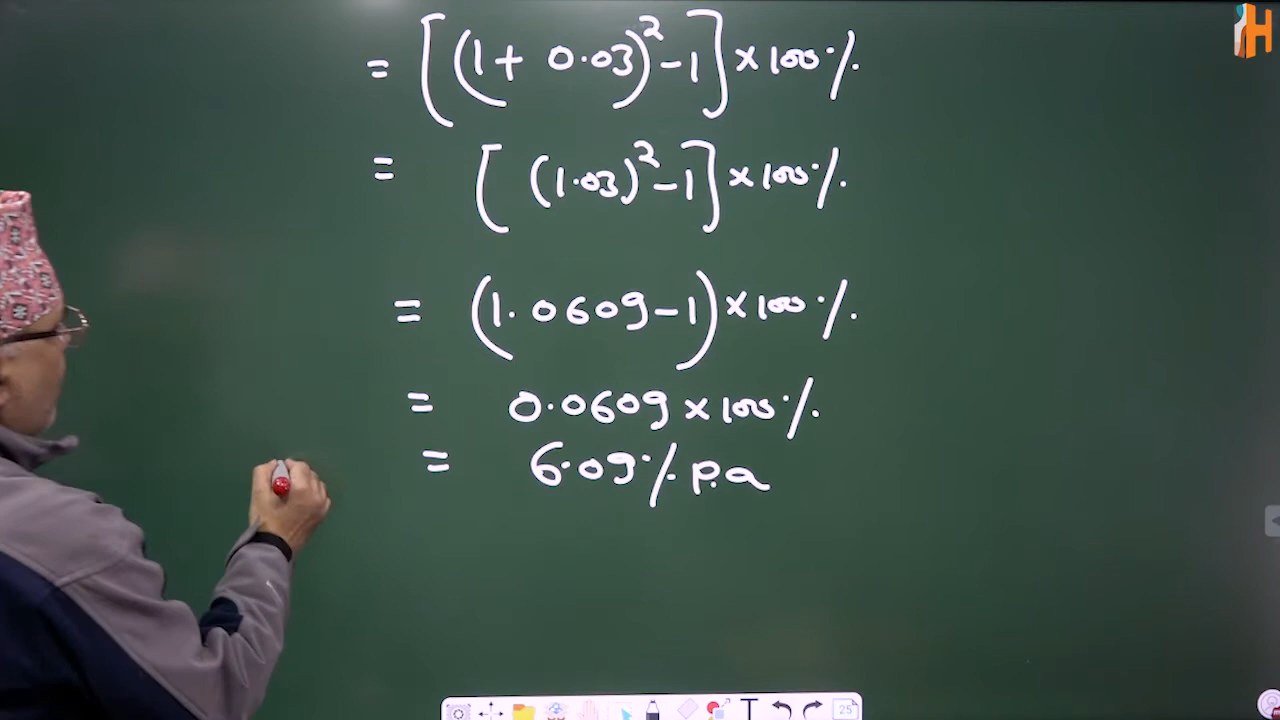 = [(1 + 0.03)² - 1] × 100%
= [(1.03)² - 1] × 100%.
= (1.0609 - 1) × 100%.
= 0.0609 × 100%.
= 6.09% p.a
H
T
25